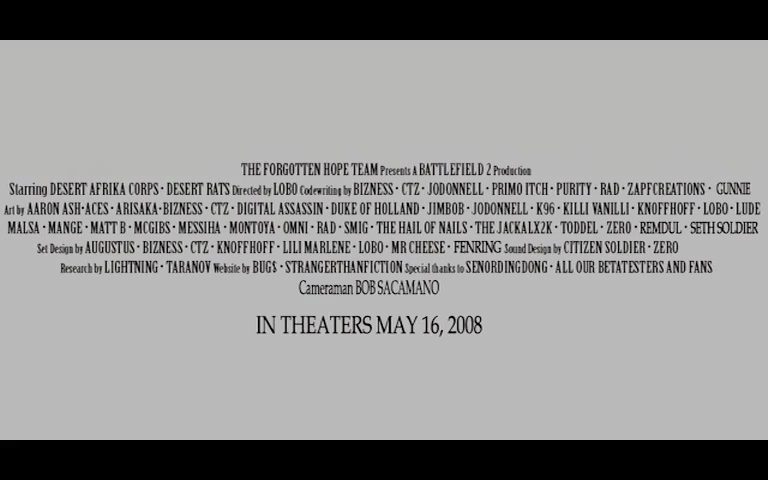 THE FORGOTTEN HOPE TEAM Presents A BATTLEFIELD 2 Production
Starring DESERT AFRIKA CORPS · DESERT RATS Directed by LOBO Codewriting by BIZNESS · CTZ · JODONNELL · PRIMO ITCH · PURITY · RAD · ZAPFCREATIONS · GUNNIE
Art by AARON ASH·ACES · ARISAKA·BIZNESS · CTZ · DIGITAL ASSASSIN · DUKE OF HOLLAND · JIMBOB · JODONNELL · K96 · KILLI VANILLI · KNOFFHOFF · LOBO · LUDE
MALSA · MANGE · MATT B · MCGIBS · MESSIHA · MONTOYA · OMNI · RAD · SMIG · THE HAIL OF NAILS · THE JACKALX2K · TODDEL · ZERO · REMDUL · SETH SOLDIER
Set Design by AUGUSTUS · BIZNESS · CTZ · KNOFFHOFF · LILI MARLENE · LOBO · MR CHEESE · FENRING Sound Design by CITIZEN SOLDIER · ZERO
Research by LIGHTNING · TARANOV Website by BUG$ · STRANGERTHANFICTION Special thanks to SENORDINGDONG · ALL OUR BETATESTERS AND FANS
Cameraman BOB SACAMANO
IN THEATERS MAY 16, 2008